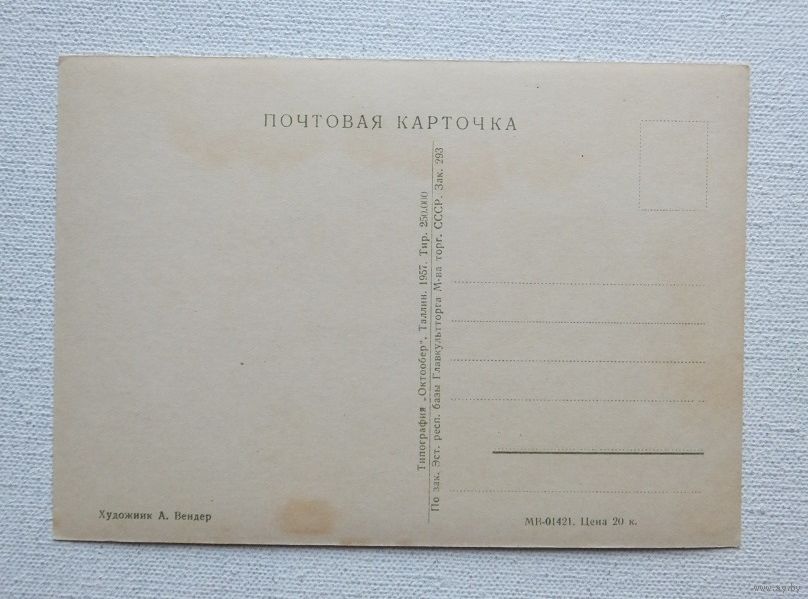 ПОЧТОВАЯ КАРТОЧКА
Типография „Октообер“, Таллин. 1957. Тир. 250.000
По зак. Эст. респ. базы Главкультторга М-ва торг. СССР. Зак. 293
Художник А. Вендер
МВ-01421. Цена 20 к.